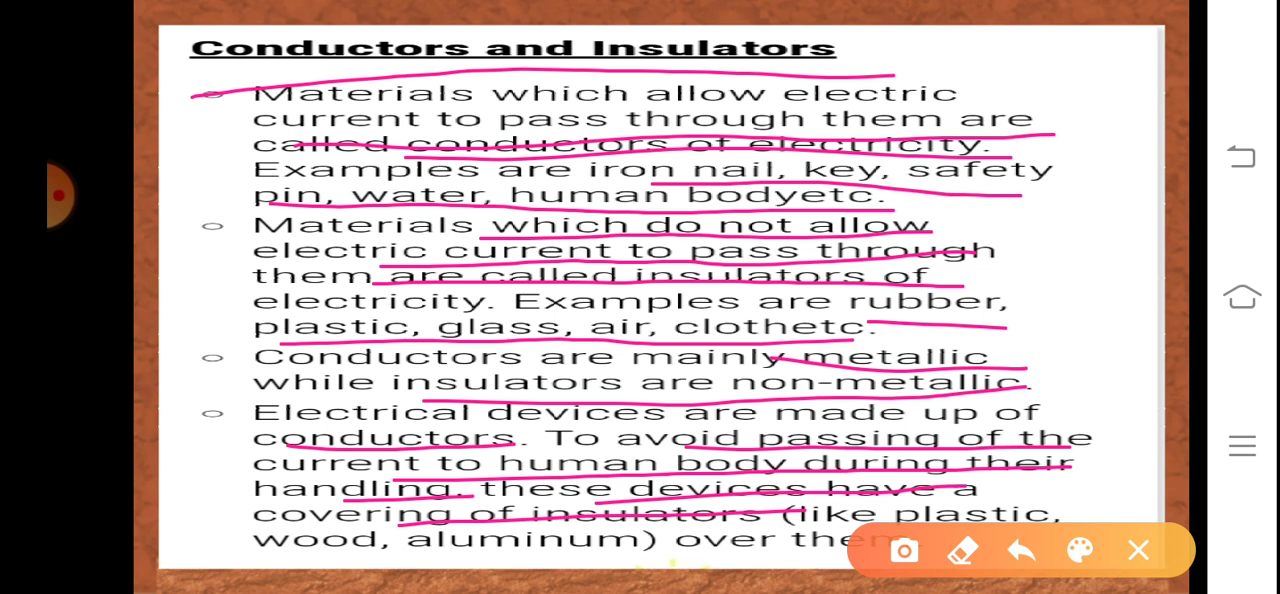 Conductors and Insulators
Materials which allow electric
current to pass through them are
called conductors of electricity.
Examples are iron nail, key, safety
pin, water, human bodyetc.
Materials which do not allow
electric current to pass through
them are called insulators of
electricity. Examples are rubber,
plastic, glass, air, clothetc.
Conductors are mainly metallic
while insulators are non-metallic.
Electrical devices are made up of
conductors. To avoid passing of the
current to human body during their
handling, these devices have a
covering of insulators (like plastic,
wood, aluminum) over